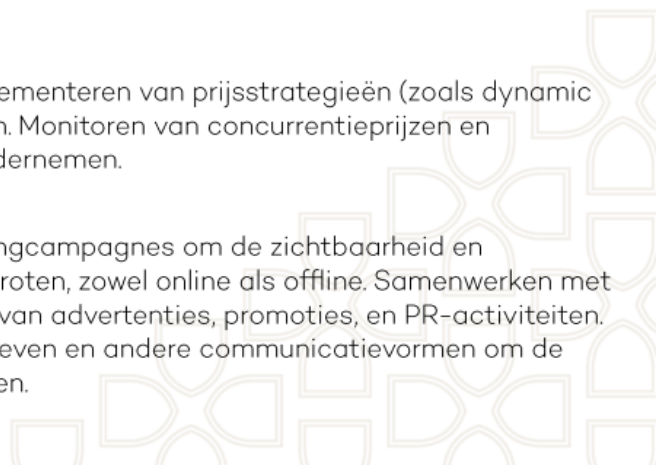 ementeren van prijsstrategieën (zoals dynamic
n. Monitoren van concurrentieprijzen en
dernemen.
ngcampagnes om de zichtbaarheid en
roten, zowel online als offline. Samenwerken met
van advertenties, promoties, en PR-activiteiten.
even en andere communicatievormen om de
en.